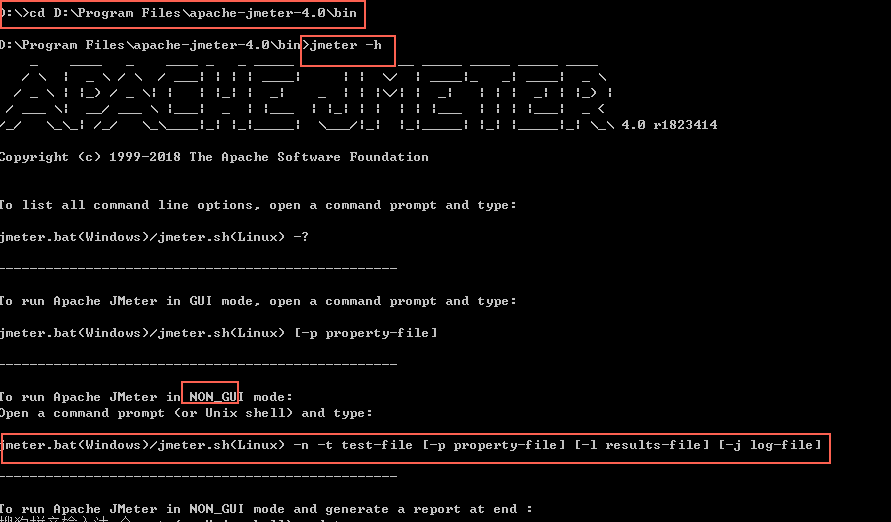 D:\>cd D:\Program Files\apache-jmeter-4.0\bin
D:\Program Files\apache-jmeter-4.0\bin>jmeter -h
APACHE JMETER 4.0 r1823414
Copyright (c) 1999-2018 The Apache Software Foundation
To list all command line options, open a command prompt and type:
jmeter.bat(Windows)/jmeter.sh(Linux) -?
--------------------------------------------------
To run Apache JMeter in GUI mode, open a command prompt and type:
jmeter.bat(Windows)/jmeter.sh(Linux) [-p property-file]
--------------------------------------------------
To run Apache JMeter in NON_GUI mode:
Open a command prompt (or Unix shell) and type:
jmeter.bat(Windows)/jmeter.sh(Linux) -n -t test-file [-p property-file] [-l results-file] [-j log-file]
--------------------------------------------------
To run Apache JMeter in NON_GUI mode and generate a report at end :